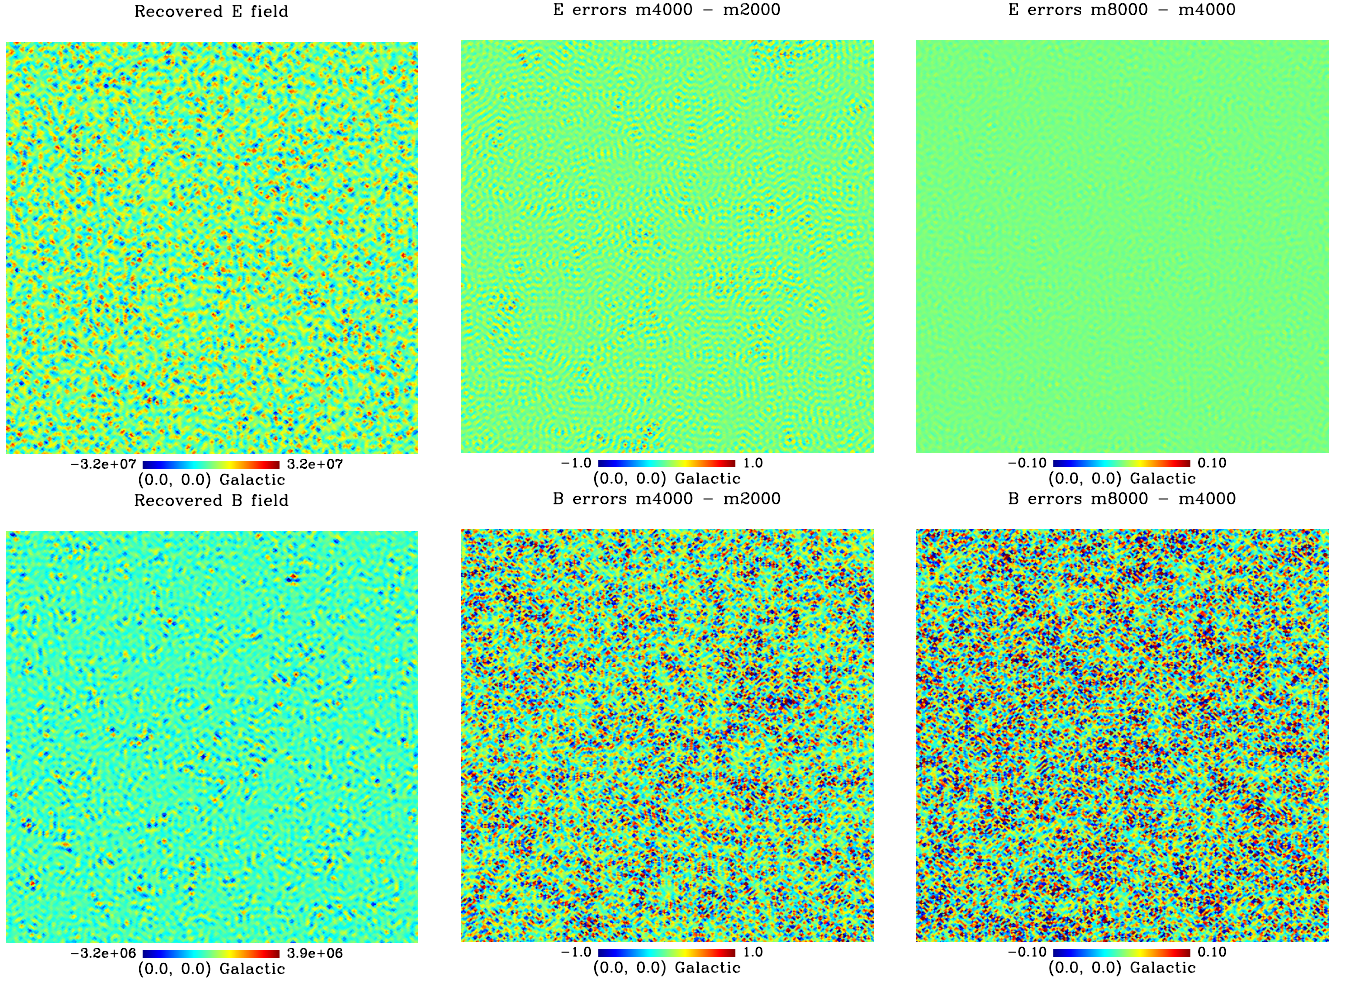 Recovered E field
E errors m4000 − m2000
E errors m8000 − m4000
−3.2e+07 3.2e+07
(0.0, 0.0) Galactic
−1.0 1.0
(0.0, 0.0) Galactic
−0.10 0.10
(0.0, 0.0) Galactic
Recovered B field
B errors m4000 − m2000
B errors m8000 − m4000
−3.2e+06 3.9e+06
(0.0, 0.0) Galactic
−1.0 1.0
(0.0, 0.0) Galactic
−0.10 0.10
(0.0, 0.0) Galactic